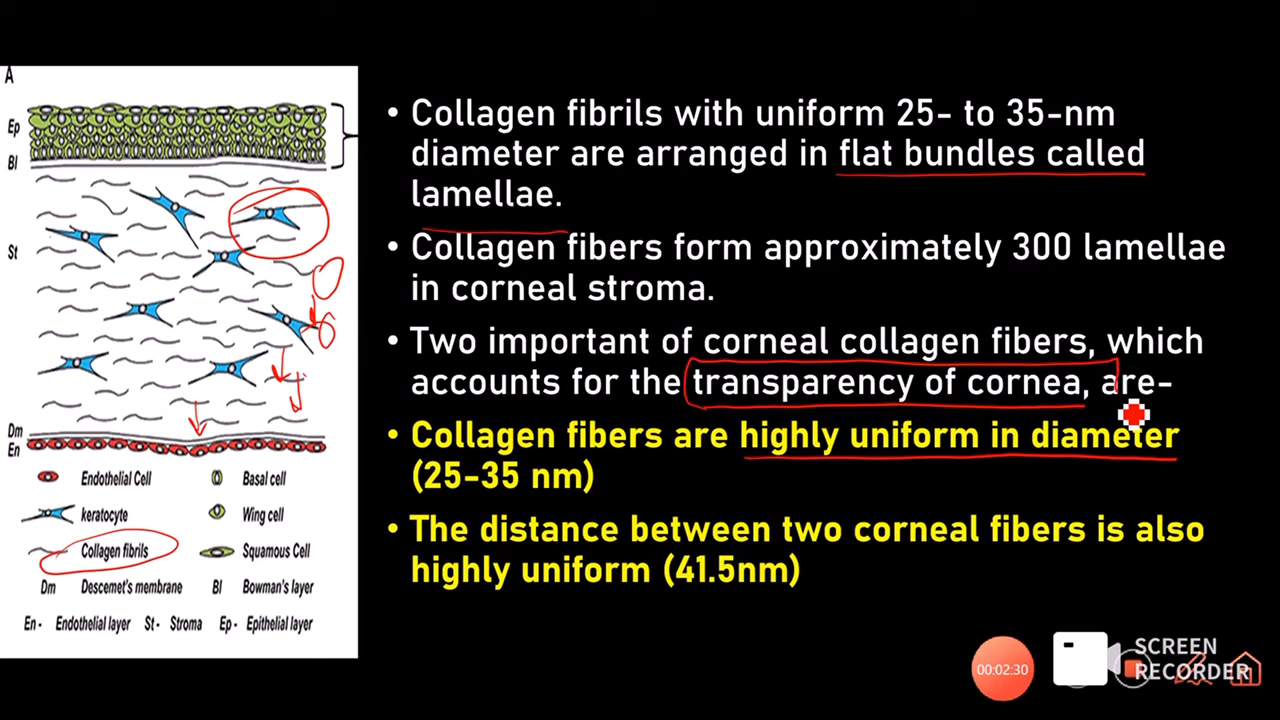 A
Ep
Bl
St
Dm
En
Endothelial Cell
Basal cell
keratocyte
Wing cell
Collagen fibrils
Squamous Cell
Dm Descemet's membrane
Bl Bowman's layer
En - Endothelial layer St - Stroma Ep - Epithelial layer
• Collagen fibrils with uniform 25- to 35-nm
diameter are arranged in flat bundles called
lamellae.
• Collagen fibers form approximately 300 lamellae
in corneal stroma.
• Two important of corneal collagen fibers, which
accounts for the transparency of cornea, are-
• Collagen fibers are highly uniform in diameter
(25-35 nm)
• The distance between two corneal fibers is also
highly uniform (41.5nm)
00:02:30
SCREEN
RECORDER